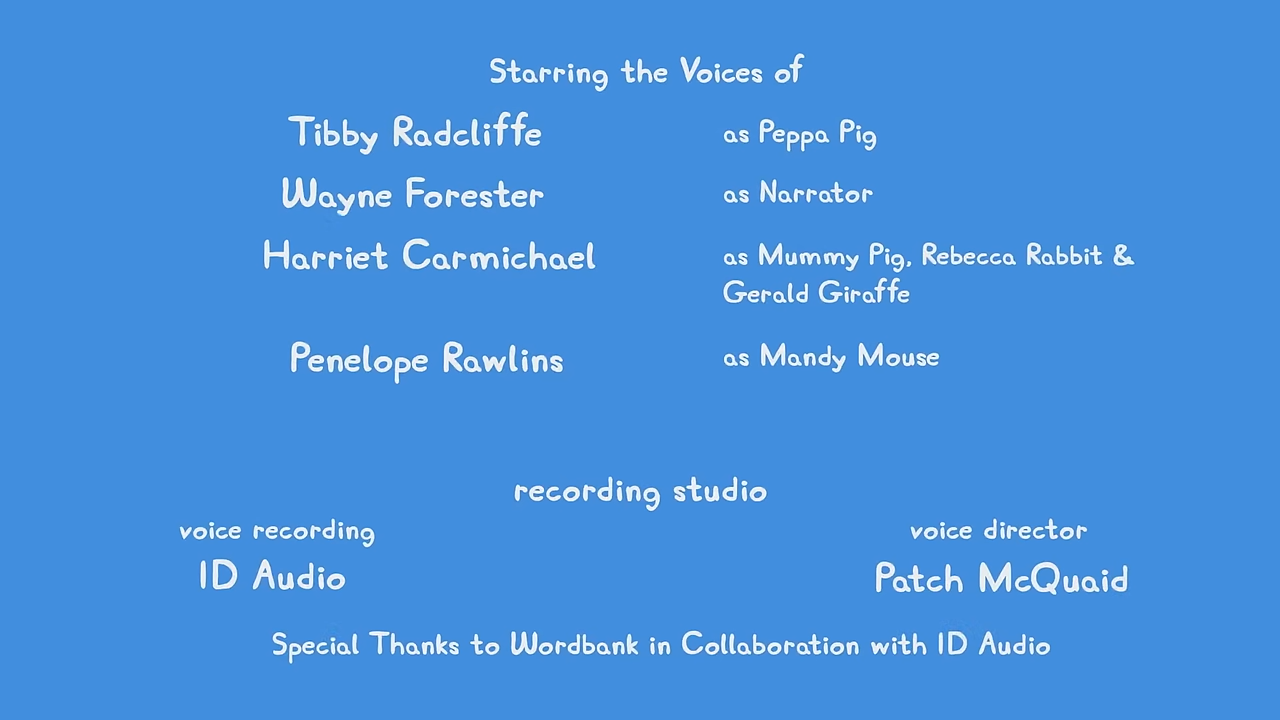 Starring the Voices of
Tibby Radcliffe as Peppa Pig
Wayne Forester as Narrator
Harriet Carmichael as Mummy Pig, Rebecca Rabbit &
Gerald Giraffe
Penelope Rawlins as Mandy Mouse
recording studio
voice recording voice director
ID Audio Patch McQuaid
Special Thanks to Wordbank in Collaboration with ID Audio